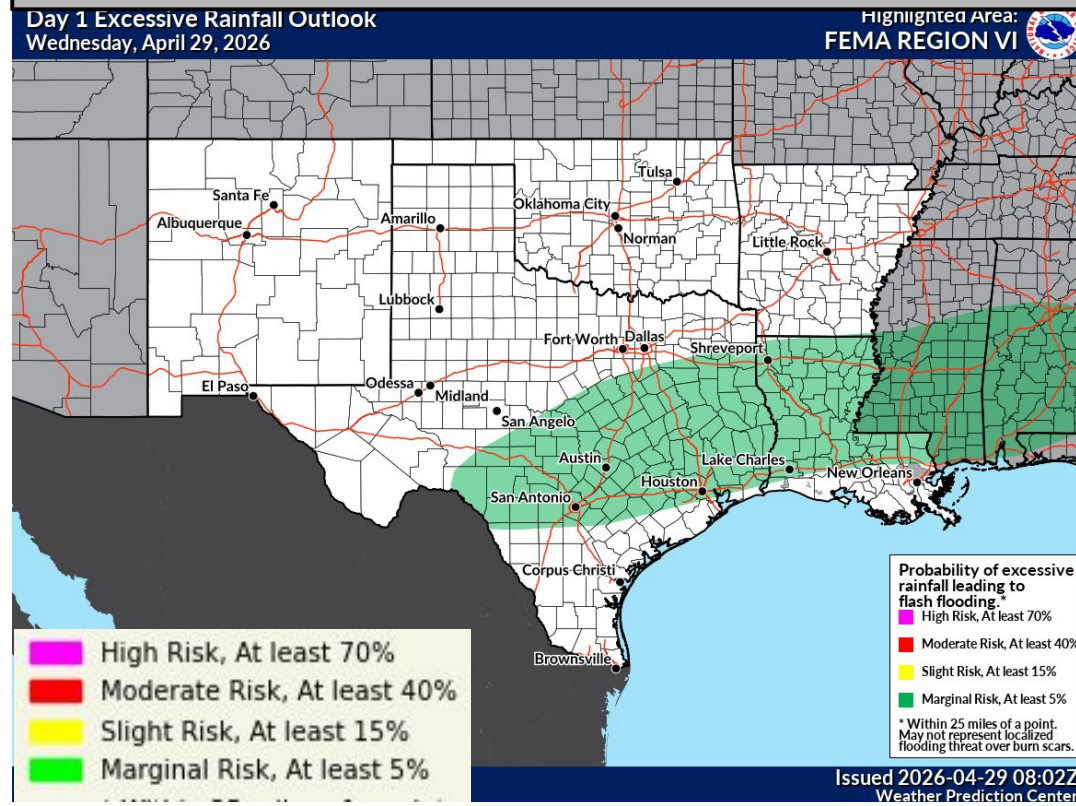 Day 1 Excessive Rainfall Outlook
Wednesday, April 29, 2026
Highlighted Area:
FEMA REGION VI
Santa Fe
Albuquerque
Amarillo
Tulsa
Oklahoma City
Norman
Little Rock
Lubbock
Fort Worth
Dallas
Shreveport
El Paso
Odessa
Midland
San Angelo
Austin
Lake Charles
San Antonio
Houston
New Orleans
Corpus Christi
Brownsville
Probability of excessive
rainfall leading to
flash flooding.*
High Risk, At least 70%
Moderate Risk, At least 40%
Slight Risk, At least 15%
Marginal Risk, At least 5%
* Within 25 miles of a point.
May not represent localized
flooding threat over burn scars.
High Risk, At least 70%
Moderate Risk, At least 40%
Slight Risk, At least 15%
Marginal Risk, At least 5%
Issued 2026-04-29 08:02Z
Weather Prediction Center